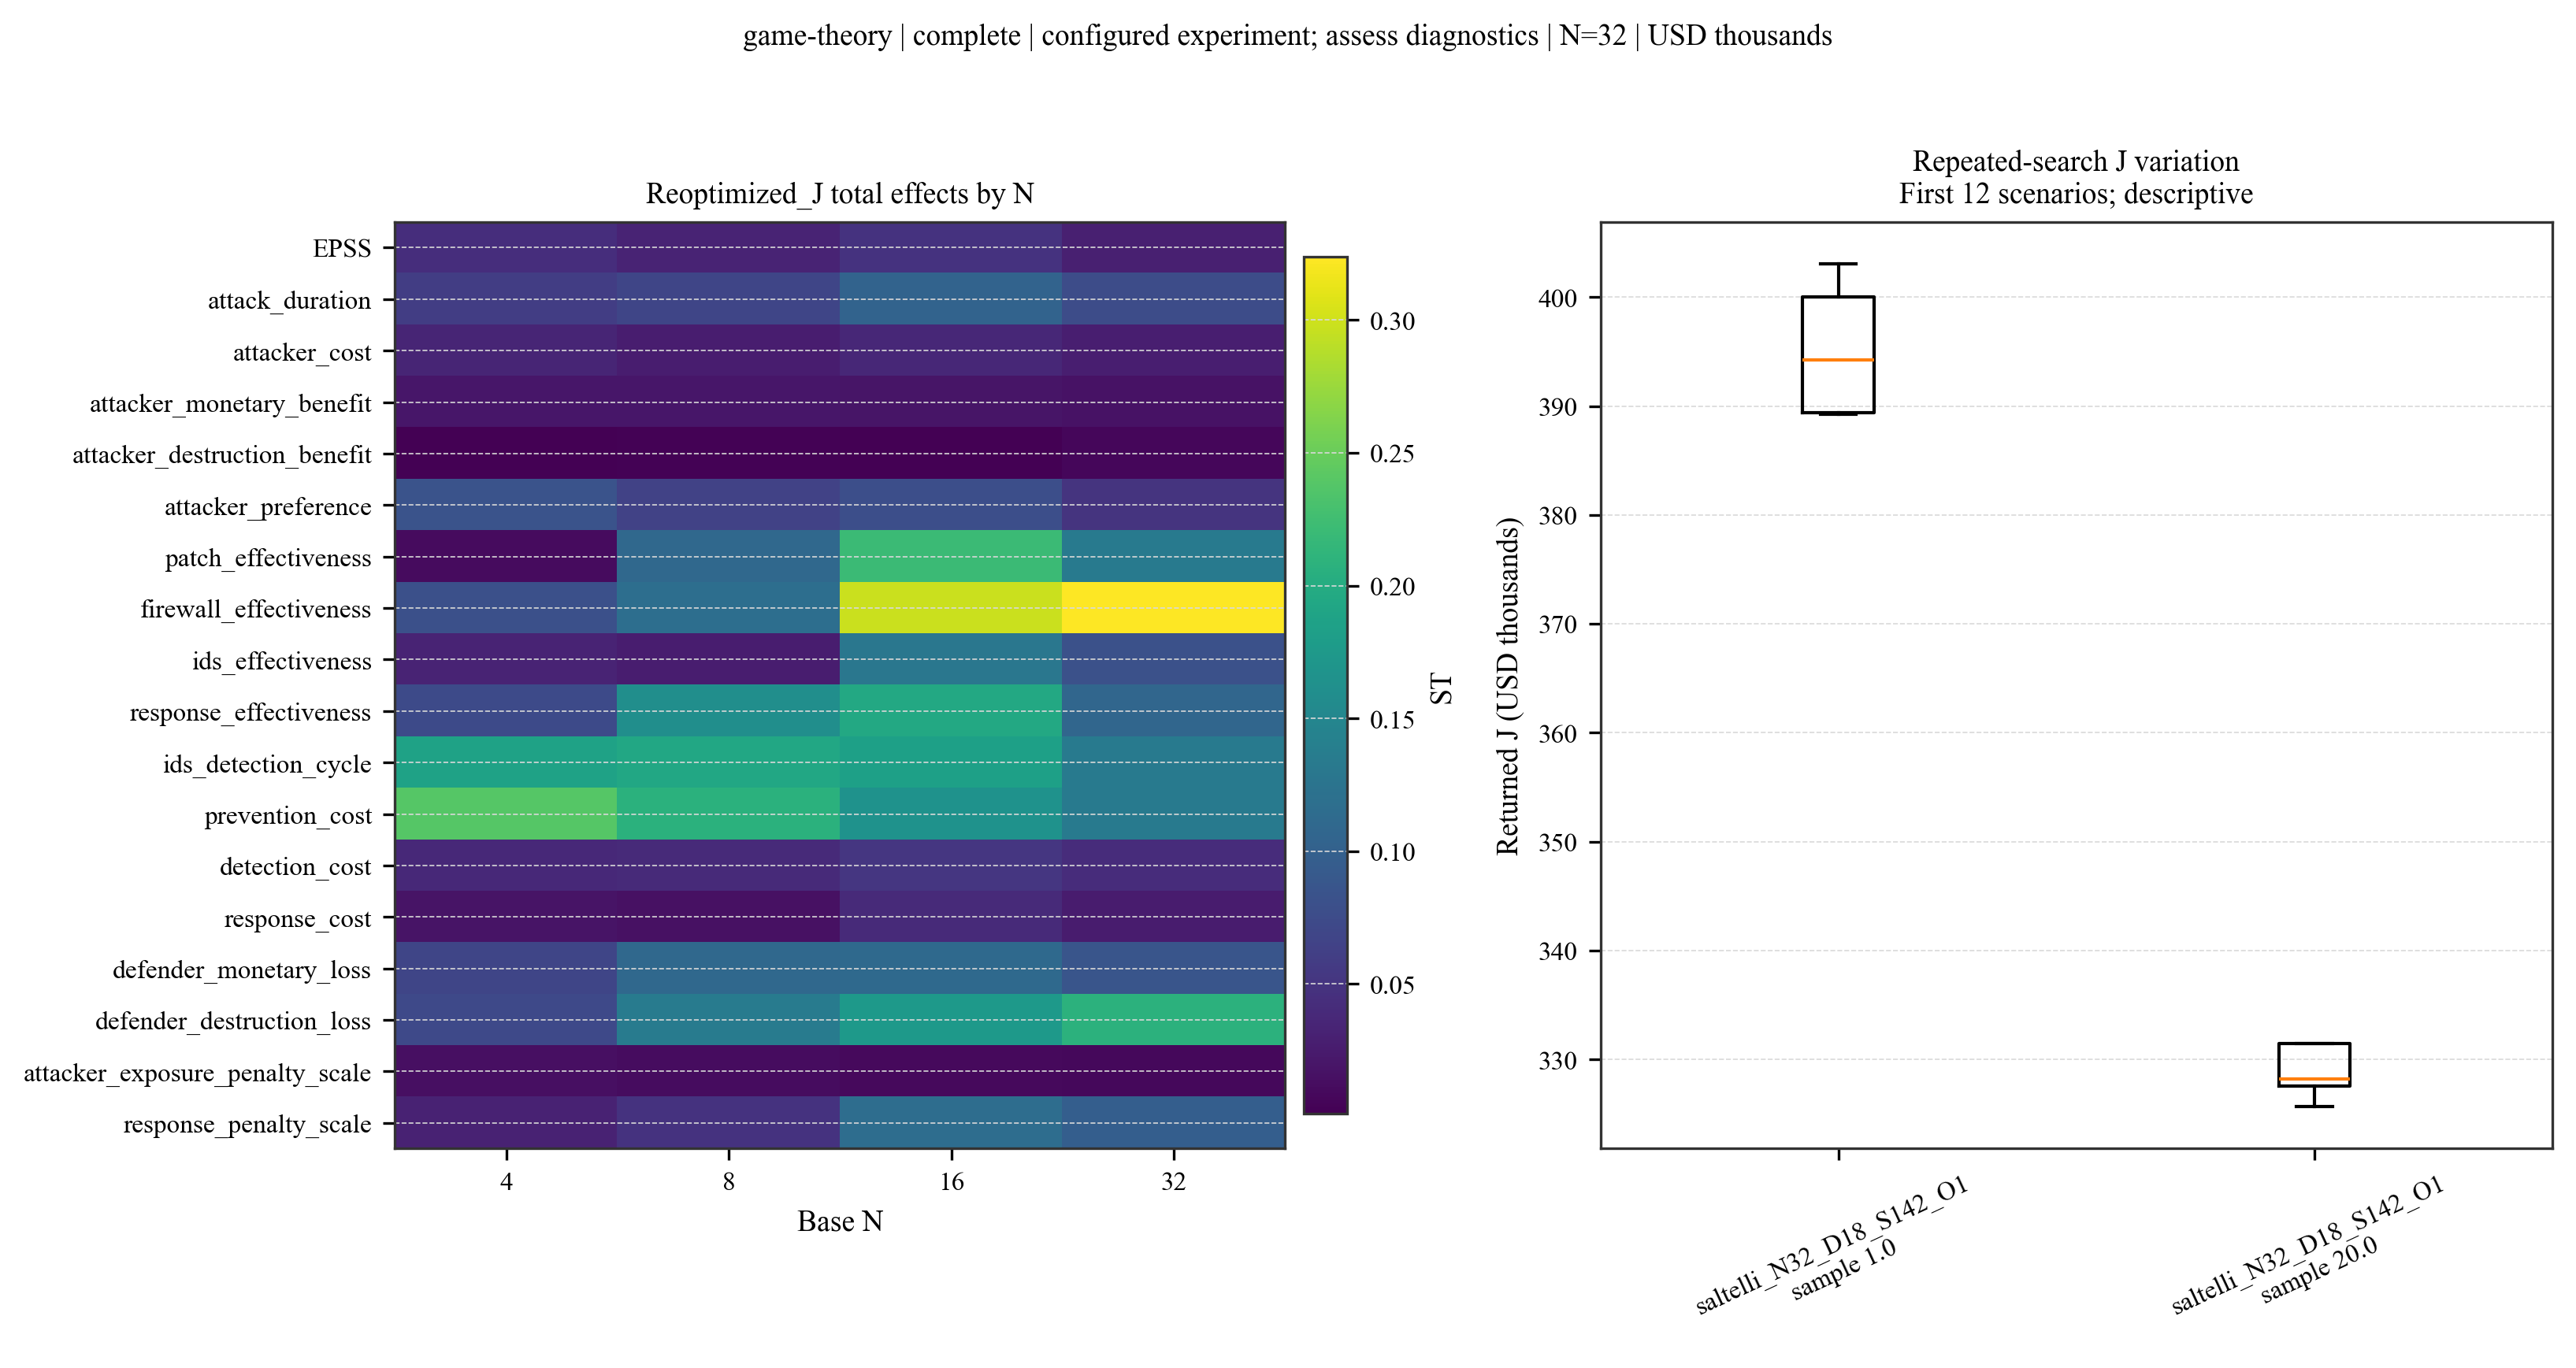 game-theory | complete | configured experiment; assess diagnostics | N=32 | USD thousands
Reoptimized_J total effects by N
EPSS
attack_duration
attacker_cost
attacker_monetary_benefit
attacker_destruction_benefit
attacker_preference
patch_effectiveness
firewall_effectiveness
ids_effectiveness
response_effectiveness
ids_detection_cycle
prevention_cost
detection_cost
response_cost
defender_monetary_loss
defender_destruction_loss
attacker_exposure_penalty_scale
response_penalty_scale
4
8
16
32
Base N
0.30
0.25
0.20
0.15
0.10
0.05
ST
Repeated-search J variation
First 12 scenarios; descriptive
Returned J (USD thousands)
400
390
380
370
360
350
340
330
saltelli_N32_D18_S142_O1
sample 1.0
saltelli_N32_D18_S142_O1
sample 20.0